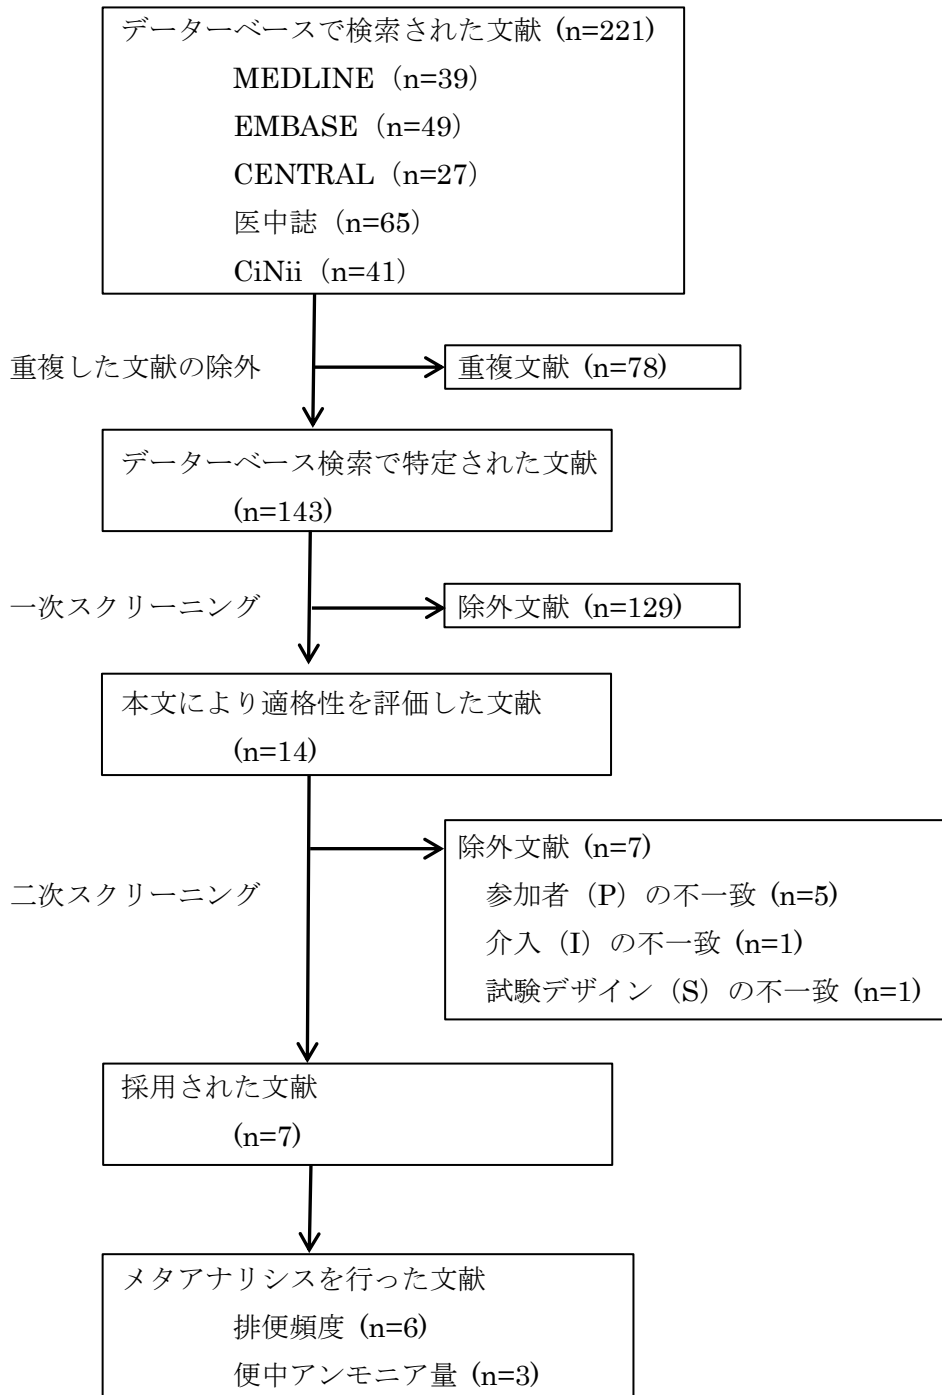 データーベースで検索された文献 (n=221)
MEDLINE（n=39）
EMBASE（n=49）
CENTRAL（n=27）
医中誌（n=65）
CiNii（n=41）
重複した文献の除外
重複文献 (n=78)
データーベース検索で特定された文献
(n=143)
一次スクリーニング
除外文献 (n=129)
本文により適格性を評価した文献
(n=14)
除外文献 (n=7)
二次スクリーニング
参加者（P）の不一致 (n=5)
介入（I）の不一致 (n=1)
試験デザイン（S）の不一致 (n=1)
採用された文献
(n=7)
メタアナリシスを行った文献
排便頻度 (n=6)
便中アンモニア量 (n=3)